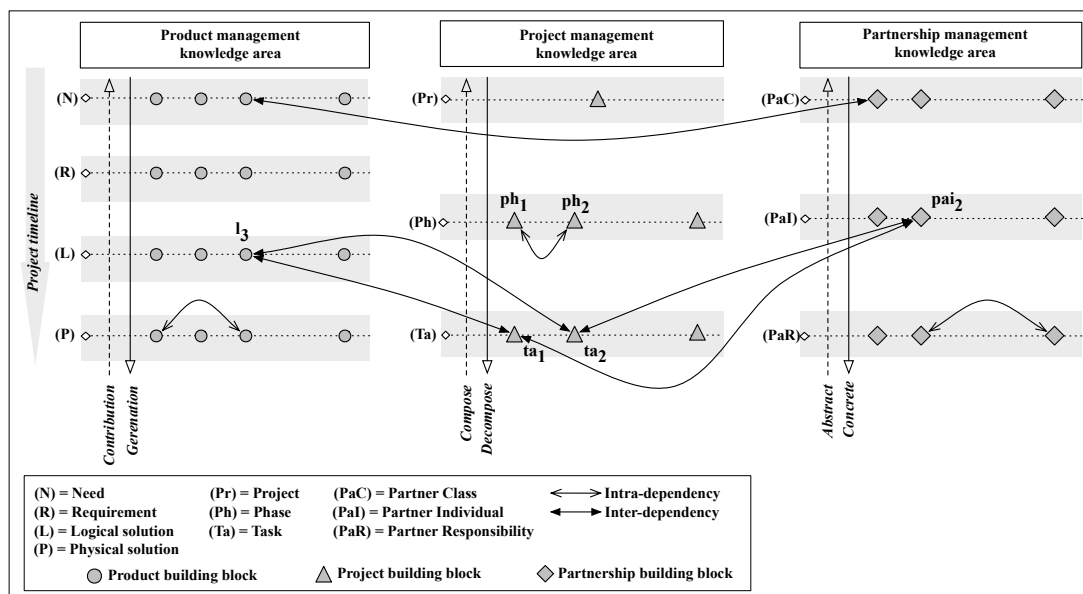 Product management
knowledge area
Project management
knowledge area
Partnership management
knowledge area
Project timeline
(N)
(R)
(L)
(P)
l3
Contribution
Gerenation
(Pr)
(Ph)
(Ta)
ph1
ph2
ta1
ta2
Compose
Decompose
(PaC)
(PaI)
(PaR)
pai2
Abstract
Concrete
(N) = Need
(R) = Requirement
(L) = Logical solution
(P) = Physical solution
(Pr) = Project
(Ph) = Phase
(Ta) = Task
(PaC) = Partner Class
(PaI) = Partner Individual
(PaR) = Partner Responsibility
Intra-dependency
Inter-dependency
Product building block
Project building block
Partnership building block